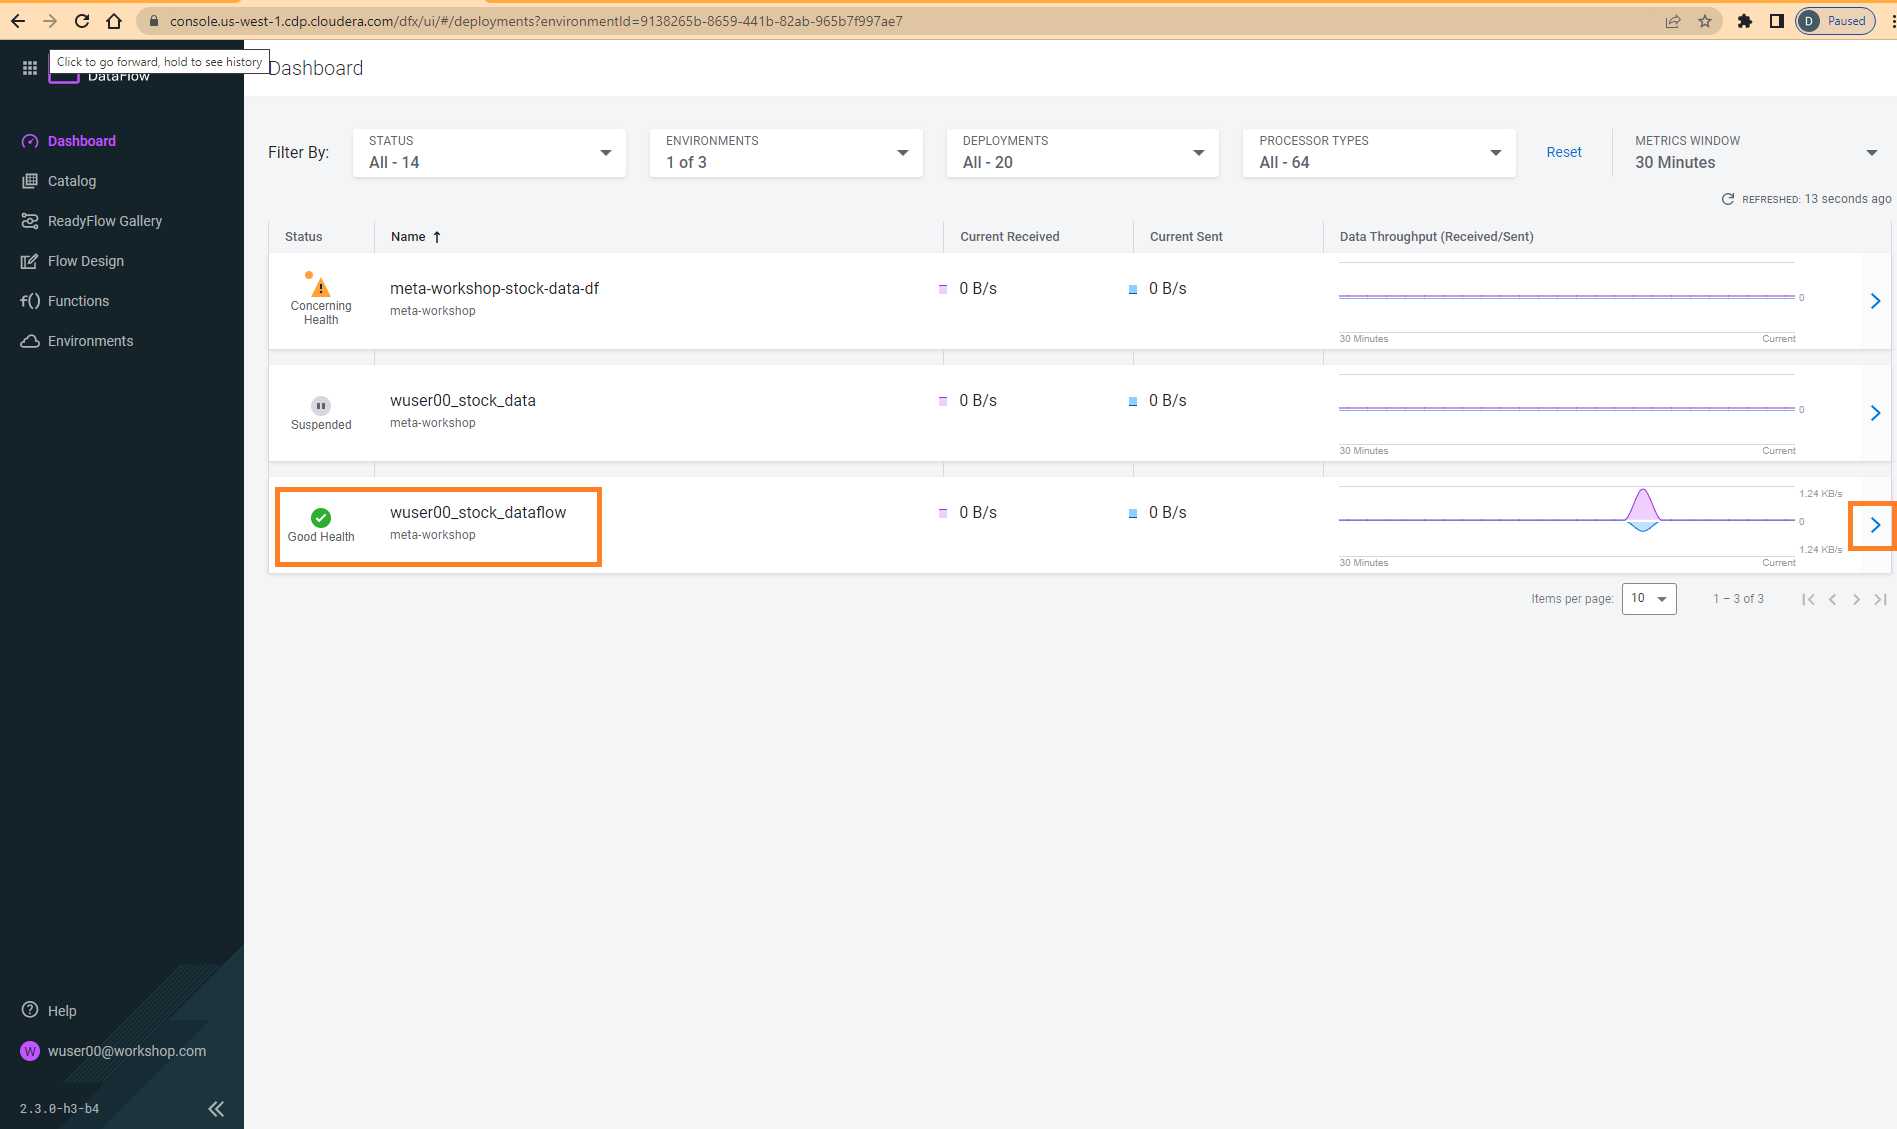 console.us-west-1.cdp.cloudera.com/dfx/ui/#/deployments?environmentId=9138265b-8659-441b-82ab-965b7f997ae7
D Paused
Click to go forward, hold to see history
DataFlow
Dashboard
Dashboard
Catalog
ReadyFlow Gallery
Flow Design
f() Functions
Environments
Filter By:
STATUS
All - 14
ENVIRONMENTS
1 of 3
DEPLOYMENTS
All - 20
PROCESSOR TYPES
All - 64
Reset
METRICS WINDOW
30 Minutes
REFRESHED: 13 seconds ago
Status Name ↑ Current Received Current Sent Data Throughput (Received/Sent)
Concerning
Health
meta-workshop-stock-data-df
meta-workshop
0 B/s
0 B/s
0
30 Minutes Current
Suspended
wuser00_stock_data
meta-workshop
0 B/s
0 B/s
0
30 Minutes Current
Good Health
wuser00_stock_dataflow
meta-workshop
0 B/s
0 B/s
1.24 KB/s
0
1.24 KB/s
30 Minutes Current
Items per page: 10 1 – 3 of 3
Help
W wuser00@workshop.com
2.3.0-h3-b4